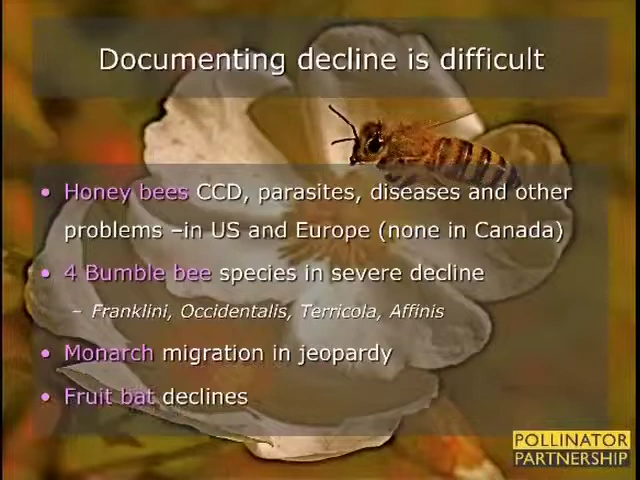 Documenting decline is difficult
• Honey bees CCD, parasites, diseases and other
problems –in US and Europe (none in Canada)
• 4 Bumble bee species in severe decline
– Franklini, Occidentalis, Terricola, Affinis
• Monarch migration in jeopardy
• Fruit bat declines
POLLINATOR
PARTNERSHIP